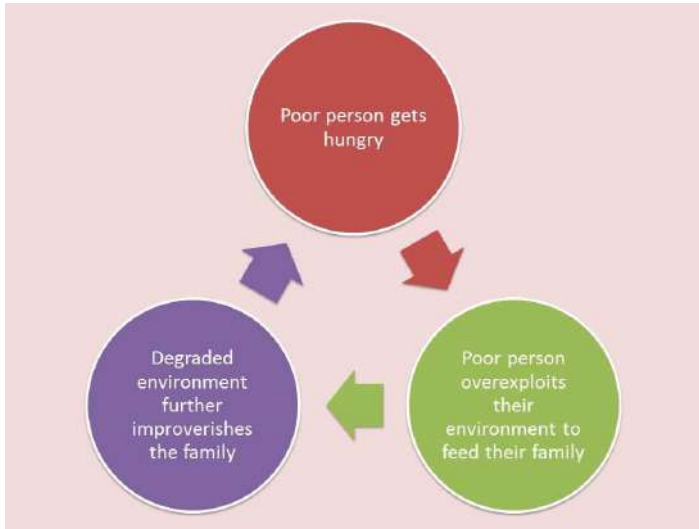 Poor person gets
hungry
Poor person
overexploits
their
environment to
feed their family
Degraded
environment
further
improverishes
the family